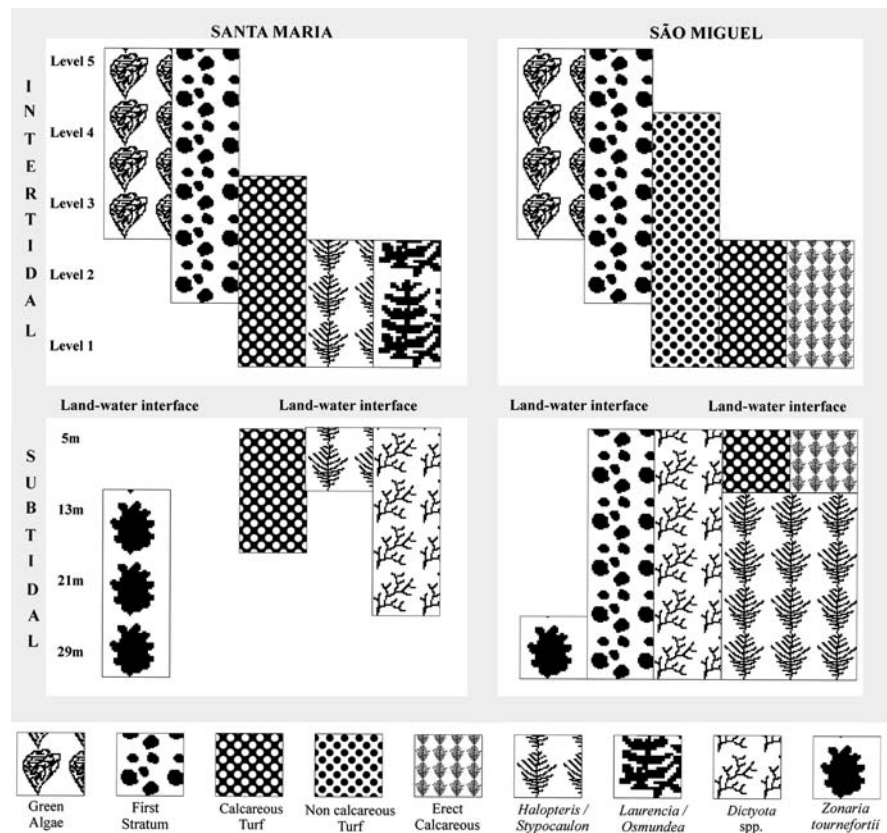 SANTA MARIA
SÃO MIGUEL
INTERTIDAL
Level 5
Level 4
Level 3
Level 2
Level 1
Land-water interface
Land-water interface
Land-water interface
Land-water interface
SUBTIDAL
5m
13m
21m
29m
Green
Algae
First
Stratum
Calcareous
Turf
Non calcareous
Turf
Erect
Calcareous
Halopteris /
Stypocaulon
Laurencia /
Osmundea
Dictyota
spp.
Zonaria
tournefortii